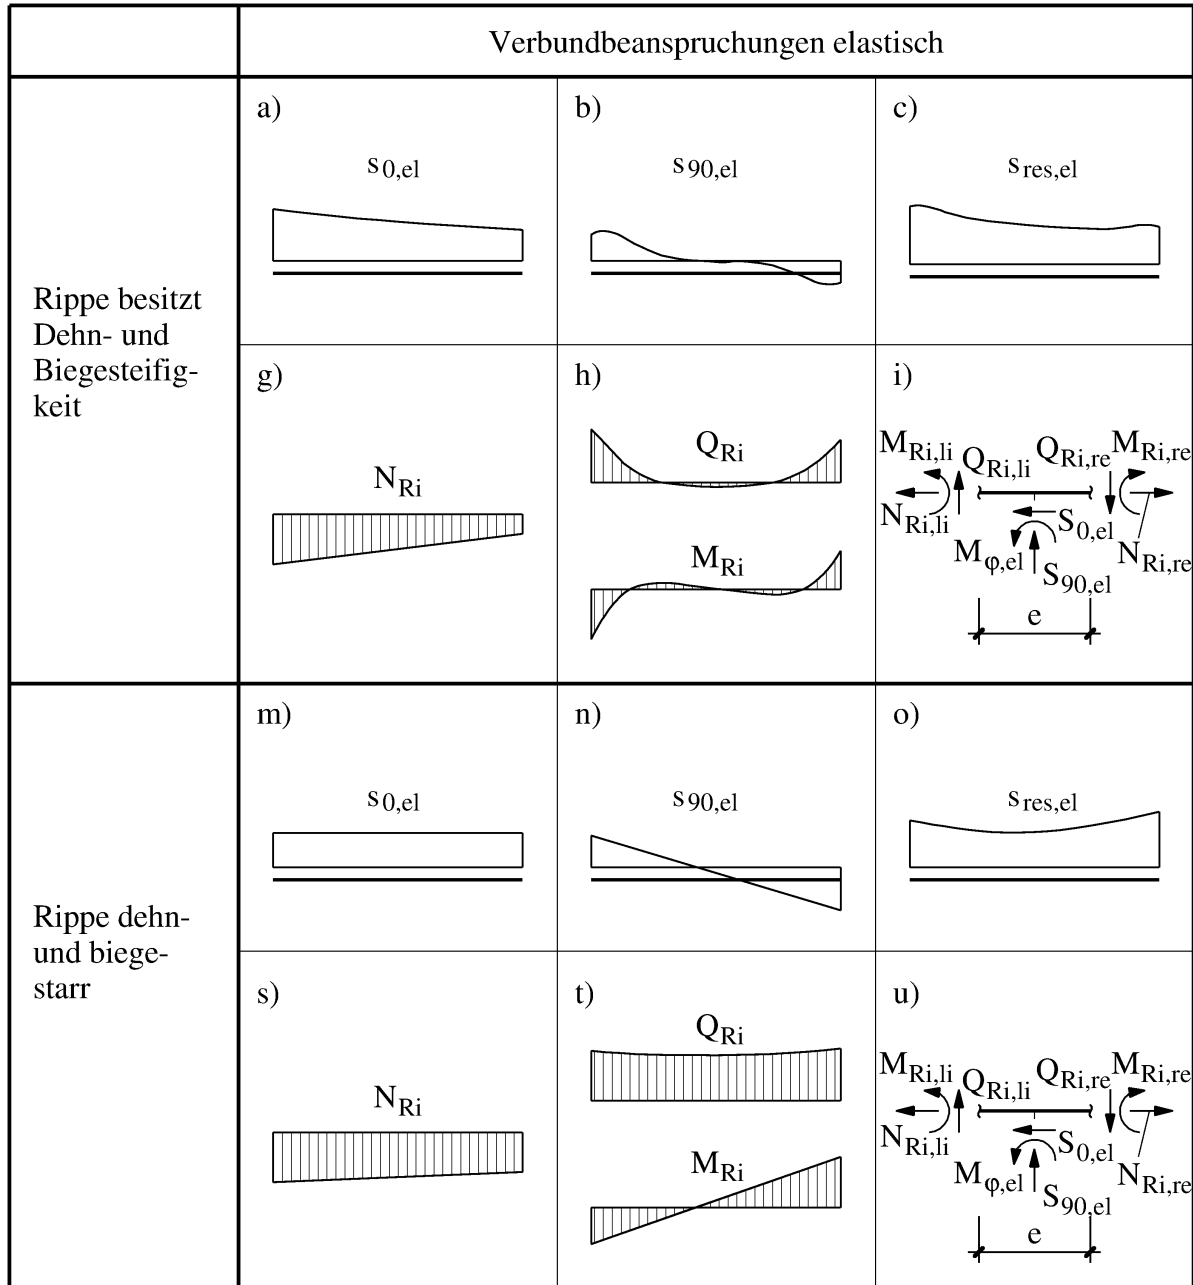 Verbundbeanspruchungen elastisch
Rippe besitzt
Dehn- und
Biegesteifig-
keit
a)
s0,el
b)
s90,el
c)
sres,el
g)
NRi
h)
QRi
MRi
i)
MRi,li
QRi,li
QRi,re
MRi,re
NRi,li
S0,el
NRi,re
Mφ,el
S90,el
e
Rippe dehn-
und biege-
starr
m)
s0,el
n)
s90,el
o)
sres,el
s)
NRi
t)
QRi
MRi
u)
MRi,li
QRi,li
QRi,re
MRi,re
NRi,li
S0,el
NRi,re
Mφ,el
S90,el
e